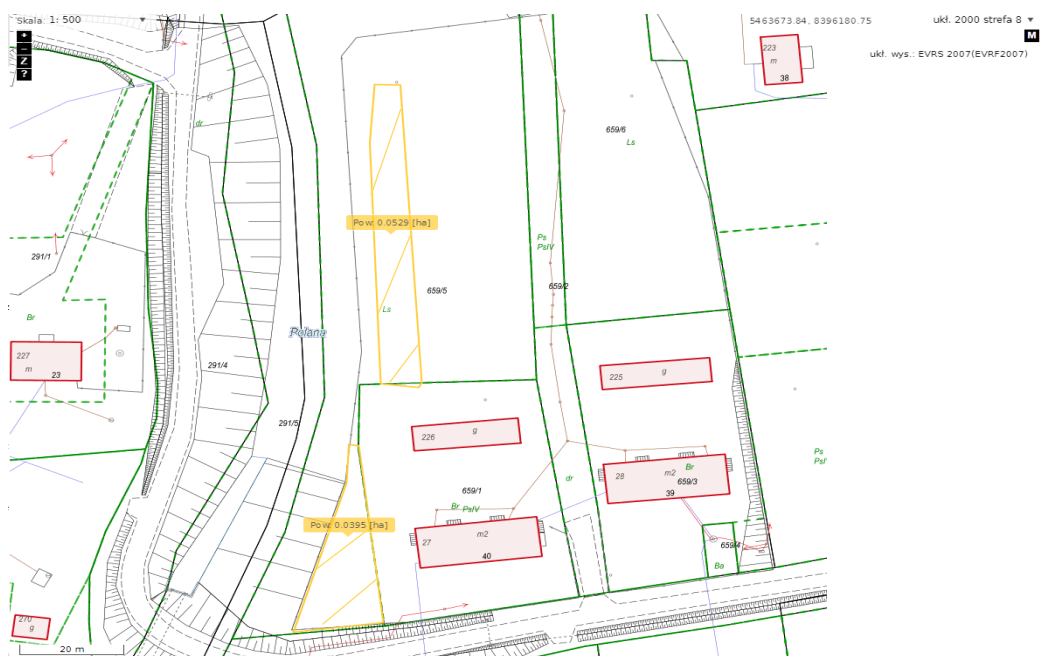 Skala: 1: 500
5463673.84, 8396180.75
ukł. 2000 strefa 8
M
ukł. wys.: EVRS 2007(EVRF2007)
+
−
Z
?
223
m
38
dr
659/6
Ls
Pow: 0.0529 [ha]
Ps
PsIV
291/1
659/2
659/5
Ls
Br
Polana
227
m
23
291/4
225
g
291/5
226
g
Ps
28
m2
Br
659/3
39
dr
659/1
Br
PsIV
Pow: 0.0395 [ha]
27
m2
40
659/4
Ba
270
g
20 m